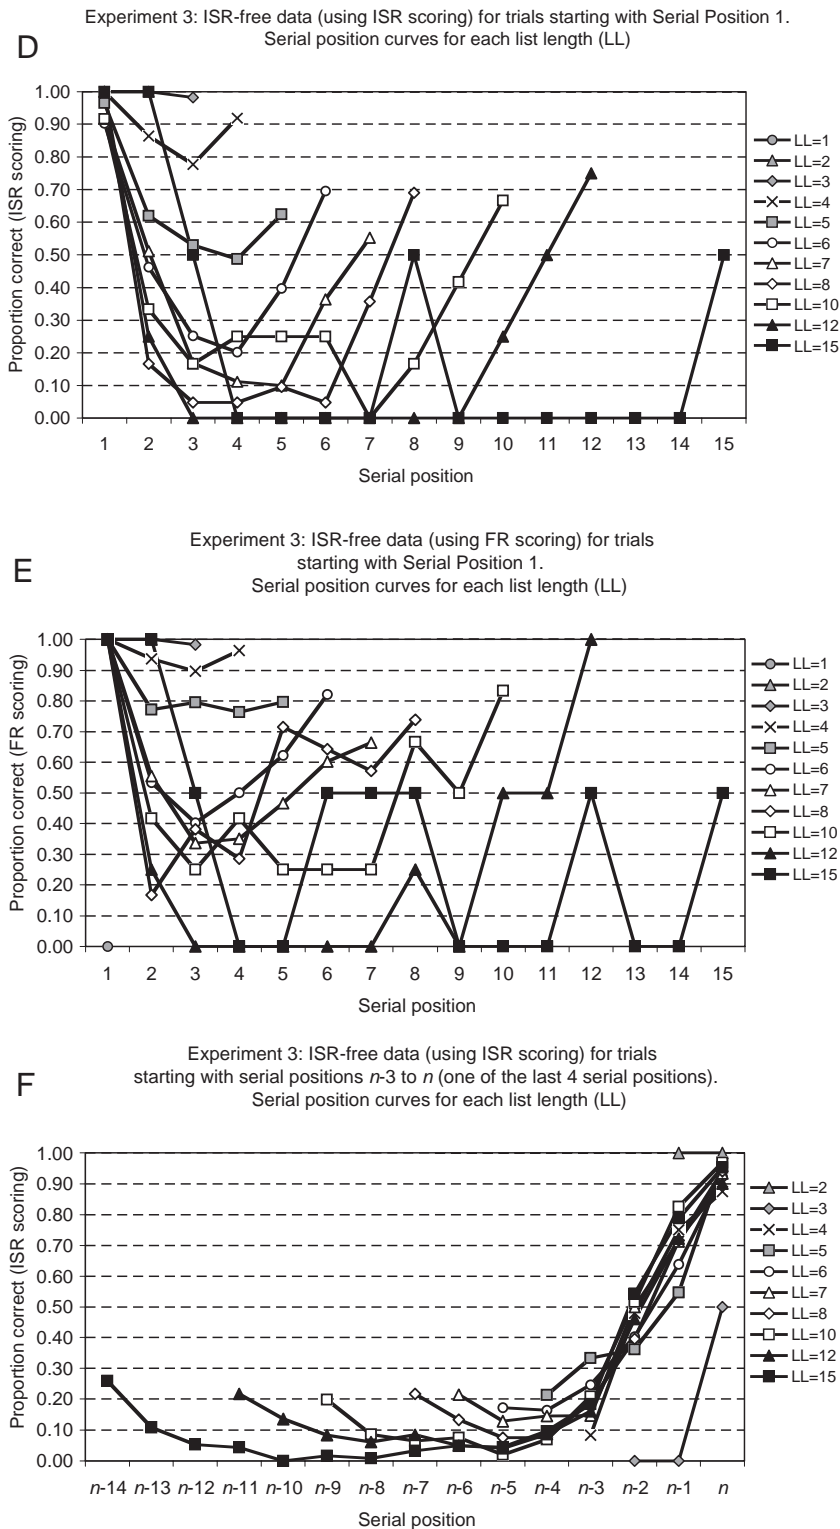 Experiment 3: ISR-free data (using ISR scoring) for trials starting with Serial Position 1.
Serial position curves for each list length (LL)
D
Proportion correct (ISR scoring)
1.00
0.90
0.80
0.70
0.60
0.50
0.40
0.30
0.20
0.10
0.00
1 2 3 4 5 6 7 8 9 10 11 12 13 14 15
Serial position
LL=1
LL=2
LL=3
LL=4
LL=5
LL=6
LL=7
LL=8
LL=10
LL=12
LL=15
Experiment 3: ISR-free data (using FR scoring) for trials
starting with Serial Position 1.
Serial position curves for each list length (LL)
E
Proportion correct (FR scoring)
1.00
0.90
0.80
0.70
0.60
0.50
0.40
0.30
0.20
0.10
0.00
1 2 3 4 5 6 7 8 9 10 11 12 13 14 15
Serial position
LL=1
LL=2
LL=3
LL=4
LL=5
LL=6
LL=7
LL=8
LL=10
LL=12
LL=15
Experiment 3: ISR-free data (using ISR scoring) for trials
starting with serial positions n-3 to n (one of the last 4 serial positions).
Serial position curves for each list length (LL)
F
Proportion correct (ISR scoring)
1.00
0.90
0.80
0.70
0.60
0.50
0.40
0.30
0.20
0.10
0.00
n-14 n-13 n-12 n-11 n-10 n-9 n-8 n-7 n-6 n-5 n-4 n-3 n-2 n-1 n
Serial position
LL=2
LL=3
LL=4
LL=5
LL=6
LL=7
LL=8
LL=10
LL=12
LL=15